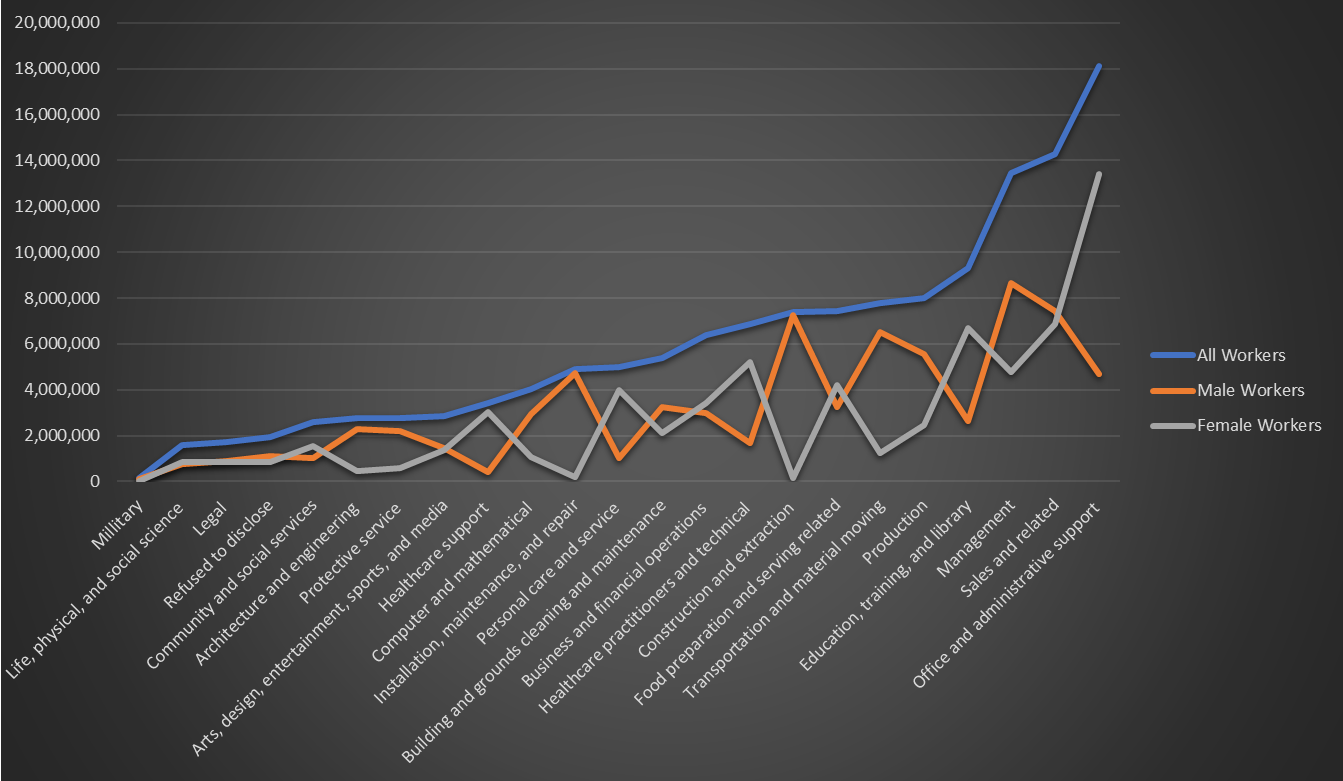 20,000,000
18,000,000
16,000,000
14,000,000
12,000,000
10,000,000
8,000,000
6,000,000
4,000,000
2,000,000
0
Millitary
Life, physical, and social science
Legal
Refused to disclose
Community and social services
Architecture and engineering
Protective service
Arts, design, entertainment, sports, and media
Healthcare support
Computer and mathematical
Installation, maintenance, and repair
Personal care and service
Building and grounds cleaning and maintenance
Business and financial operations
Healthcare practitioners and technical
Construction and extraction
Food preparation and serving related
Transportation and material moving
Production
Education, training, and library
Management
Sales and related
Office and administrative support
All Workers
Male Workers
Female Workers